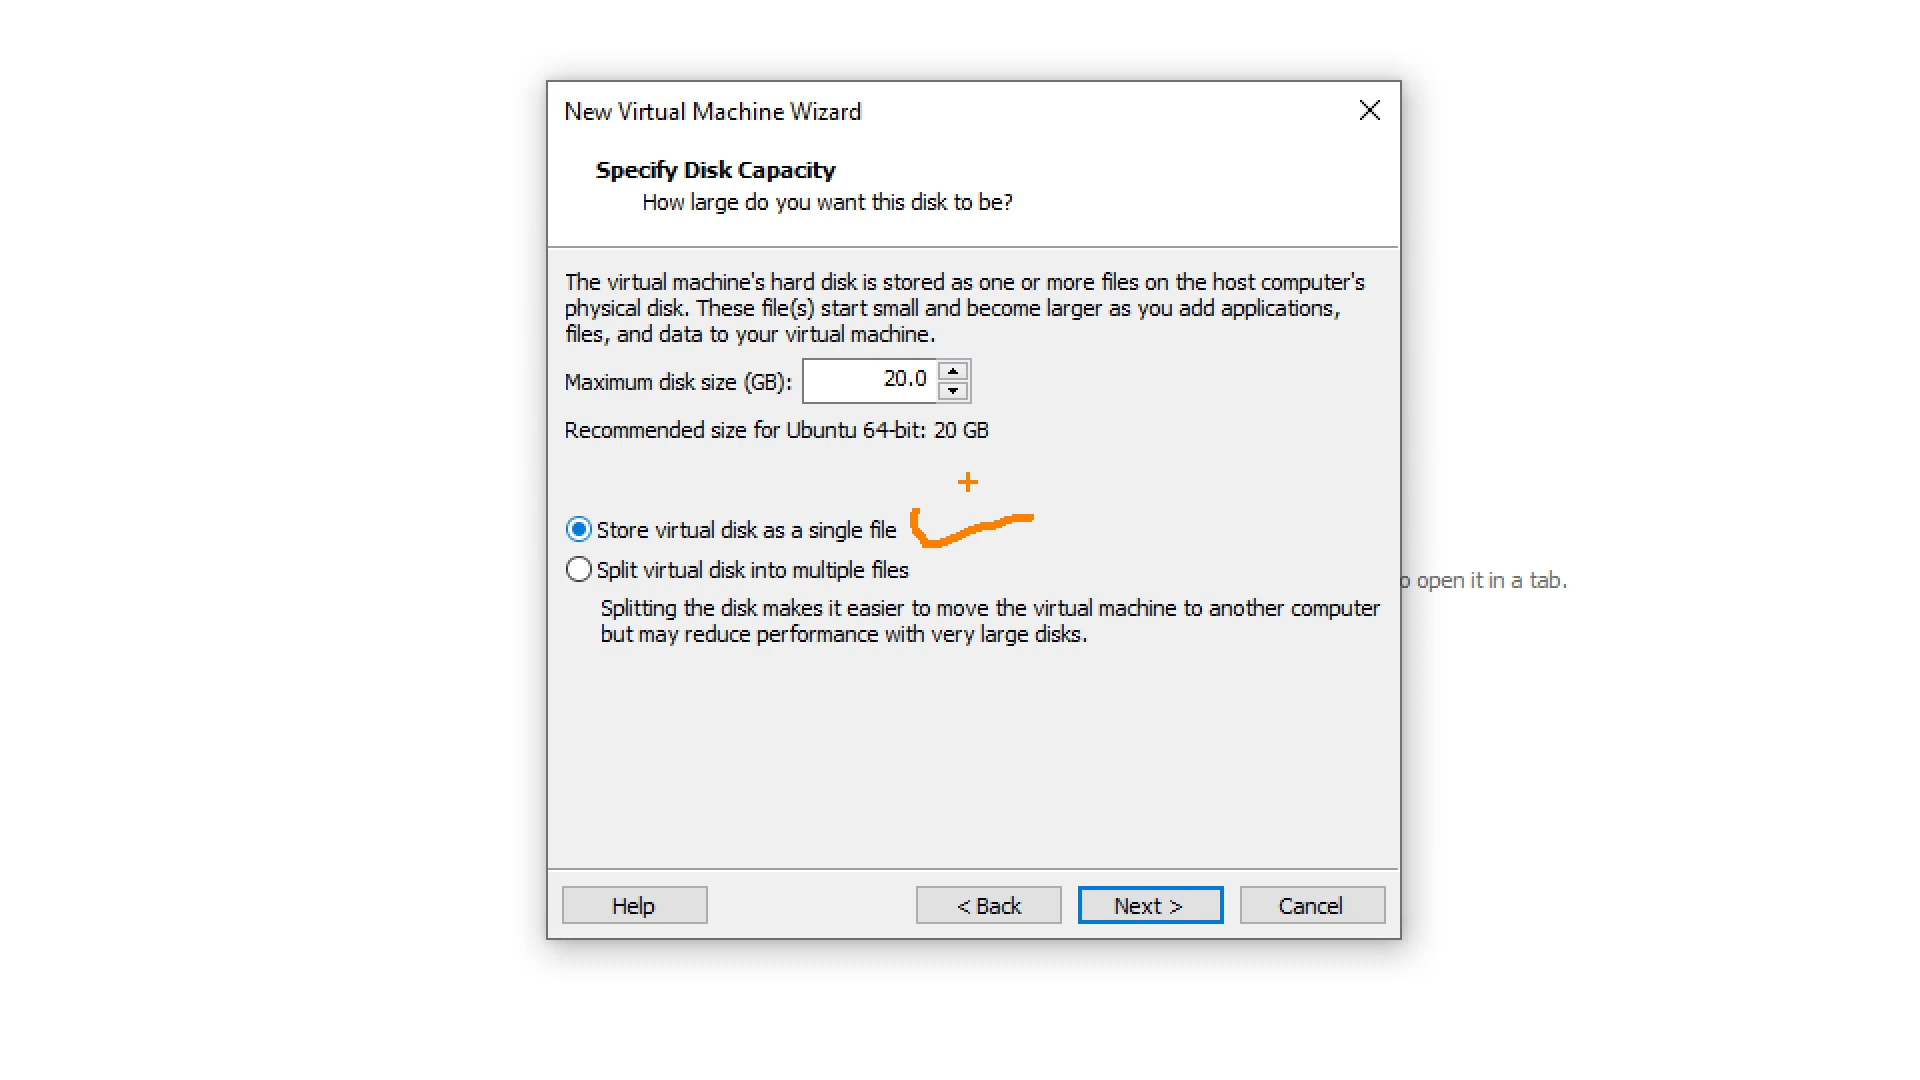 New Virtual Machine Wizard
Specify Disk Capacity
How large do you want this disk to be?
The virtual machine's hard disk is stored as one or more files on the host computer's
physical disk. These file(s) start small and become larger as you add applications,
files, and data to your virtual machine.
Maximum disk size (GB): 20.0
Recommended size for Ubuntu 64-bit: 20 GB
Store virtual disk as a single file
Split virtual disk into multiple files
o open it in a tab.
Splitting the disk makes it easier to move the virtual machine to another computer
but may reduce performance with very large disks.
Help < Back Next > Cancel